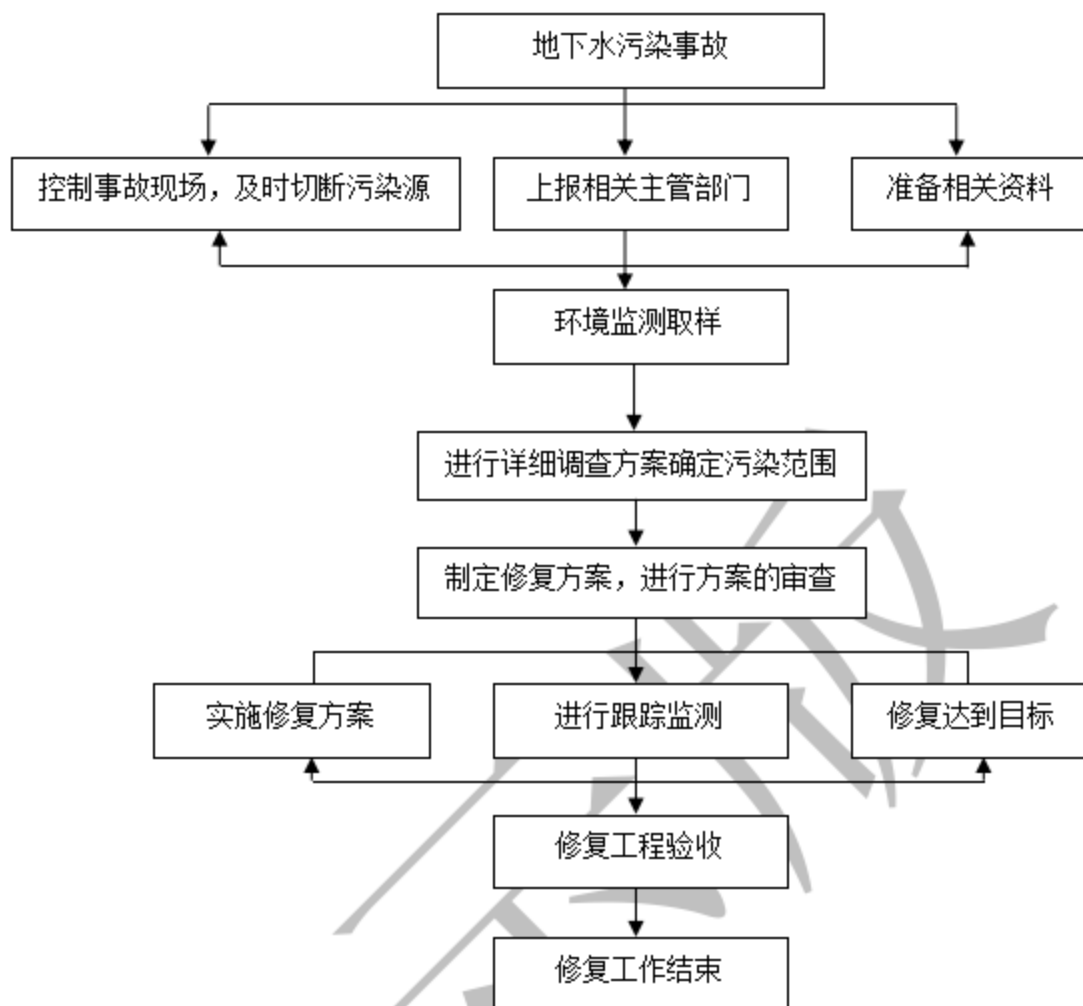 地下水污染事故
控制事故现场，及时切断污染源
上报相关主管部门
准备相关资料
环境监测取样
进行详细调查方案确定污染范围
制定修复方案，进行方案的审查
实施修复方案
进行跟踪监测
修复达到目标
修复工程验收
修复工作结束